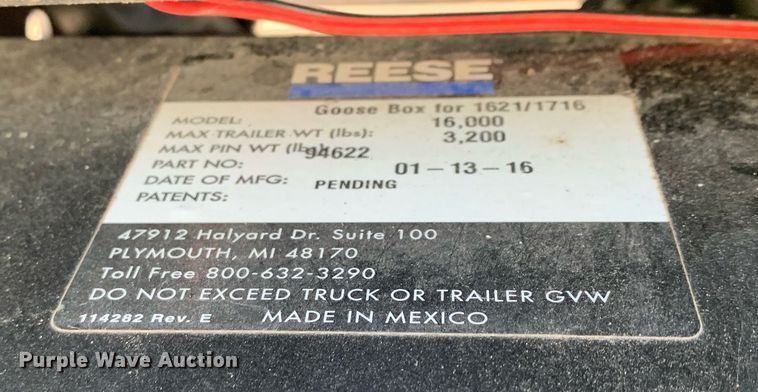 REESE
MODEL: Goose Box for 1621/1716
MAX TRAILER WT (lbs): 16,000
MAX PIN WT (lbs): 3,200
PART NO: 94622
DATE OF MFG: 01-13-16
PATENTS: PENDING
47912 Halyard Dr. Suite 100
PLYMOUTH, MI 48170
Toll Free 800-632-3290
DO NOT EXCEED TRUCK OR TRAILER GVW
114282 Rev. E MADE IN MEXICO
Purple Wave Auction